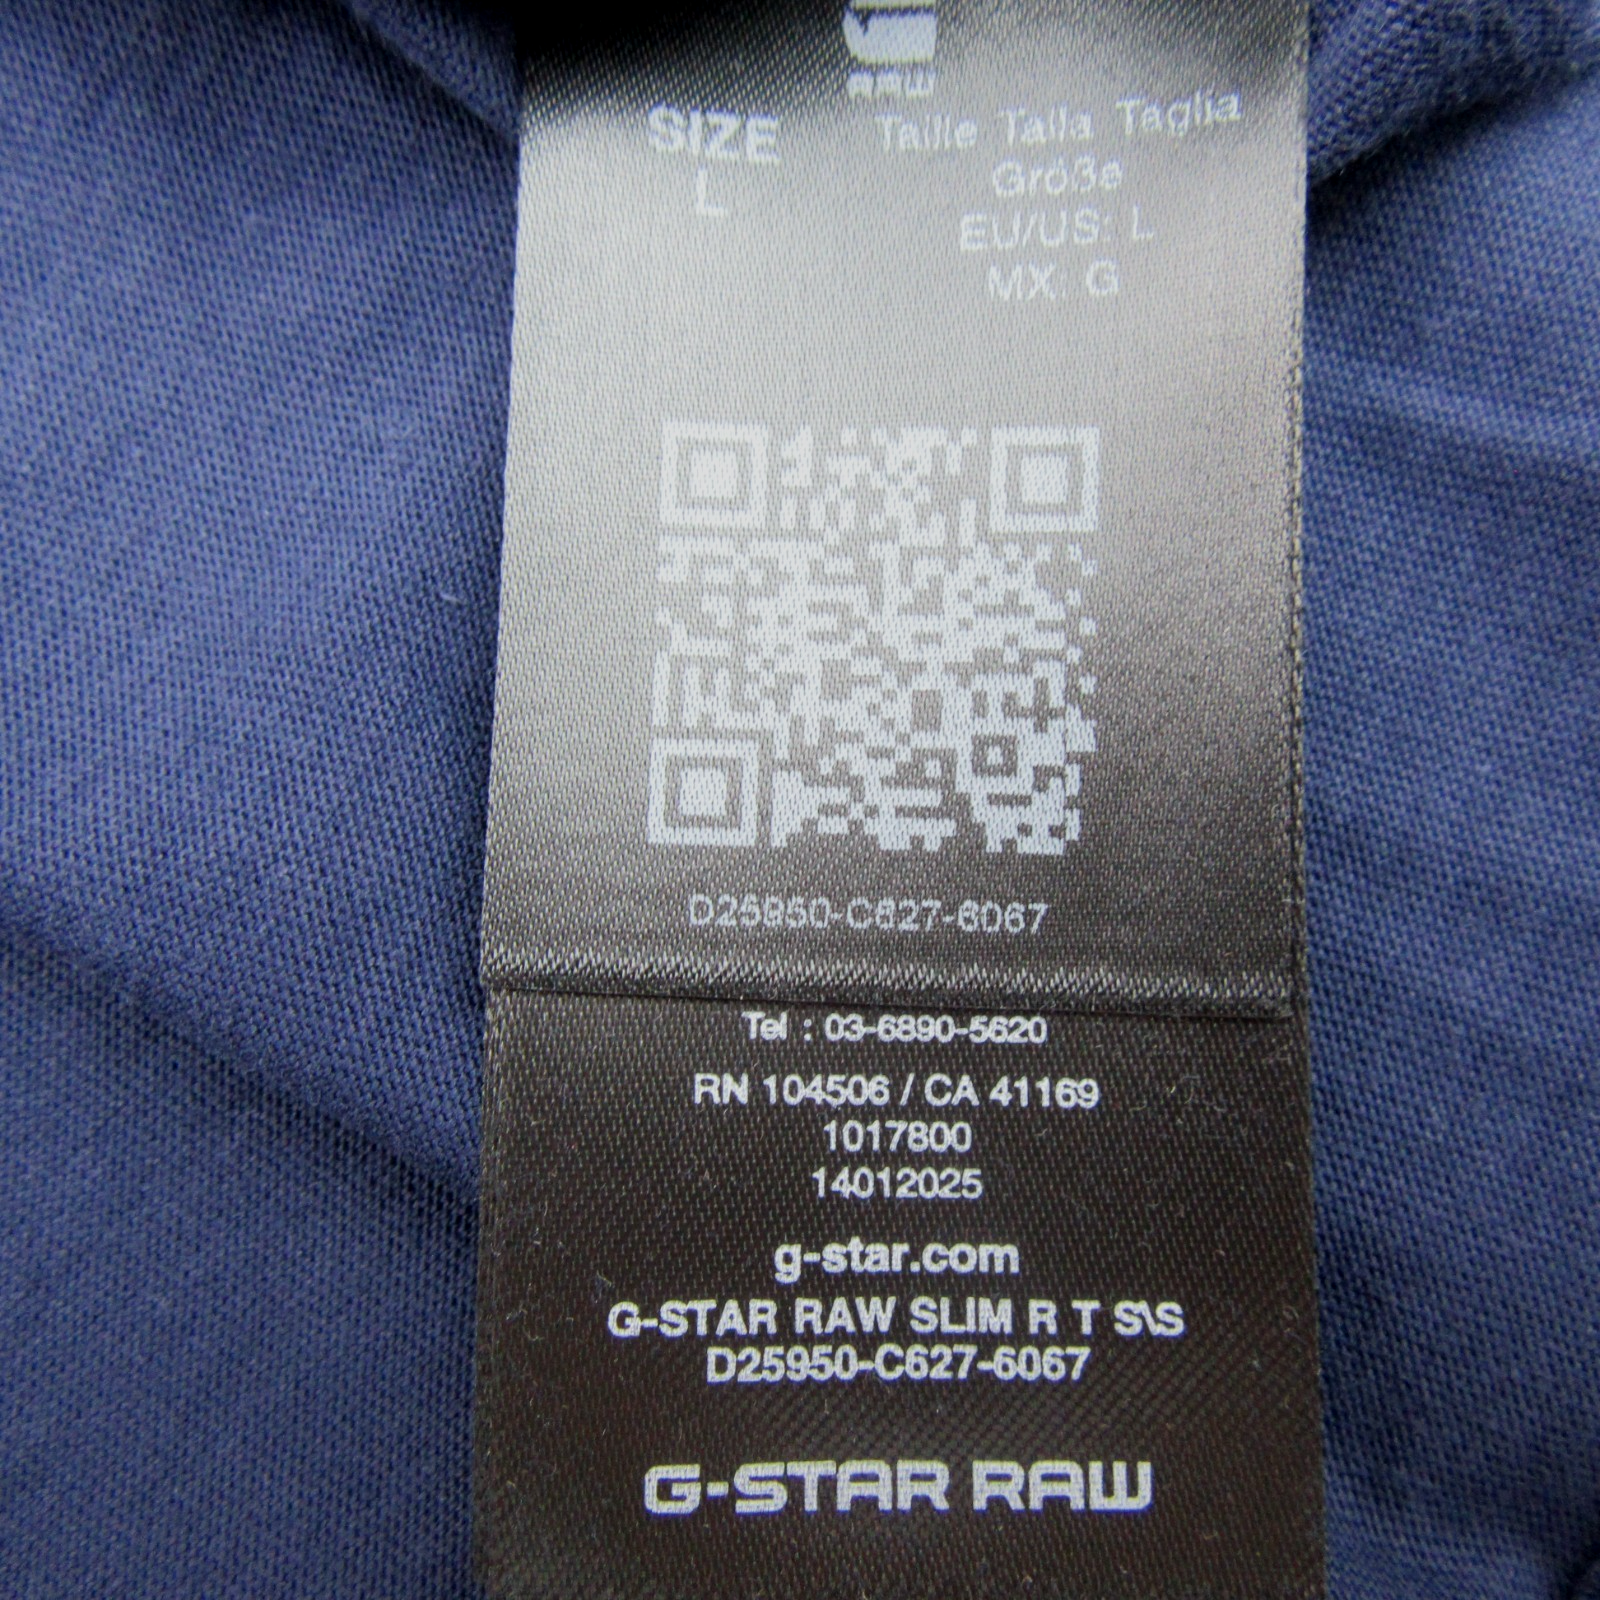 RAW
SIZE
L
Taille Talla Taglia
Größe
EU/US: L
MX: G
D25950-C627-6067
Tel : 03-6890-5620
RN 104506 / CA 41169
1017800
14012025
g-star.com
G-STAR RAW SLIM R T S\S
D25950-C627-6067
G-STAR RAW